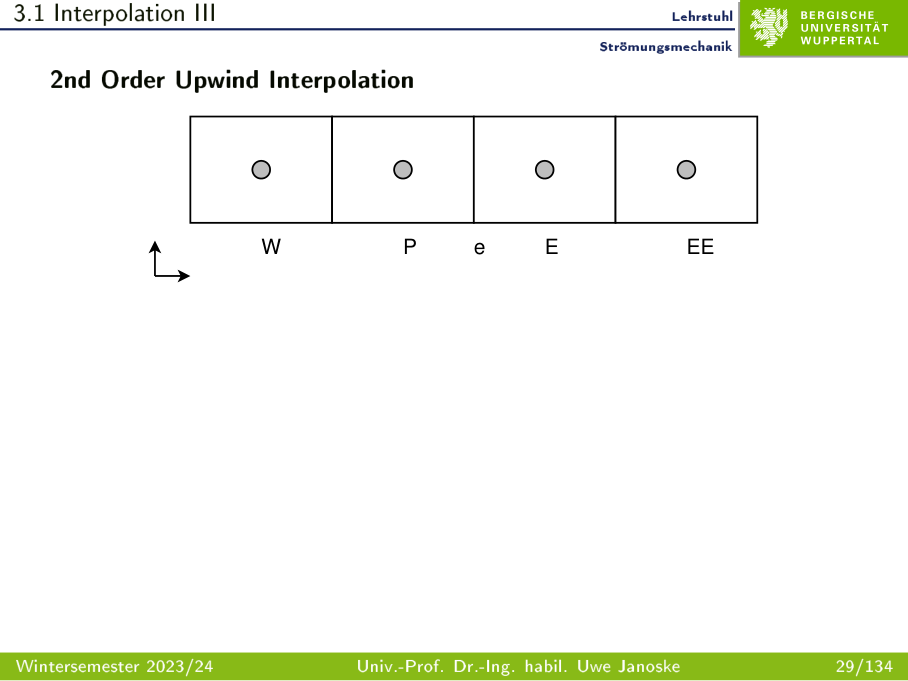 3.1 Interpolation III
Lehrstuhl
Strömungsmechanik
BERGISCHE
UNIVERSITÄT
WUPPERTAL
2nd Order Upwind Interpolation
W P e E EE
Wintersemester 2023/24 Univ.-Prof. Dr.-Ing. habil. Uwe Janoske 29/134